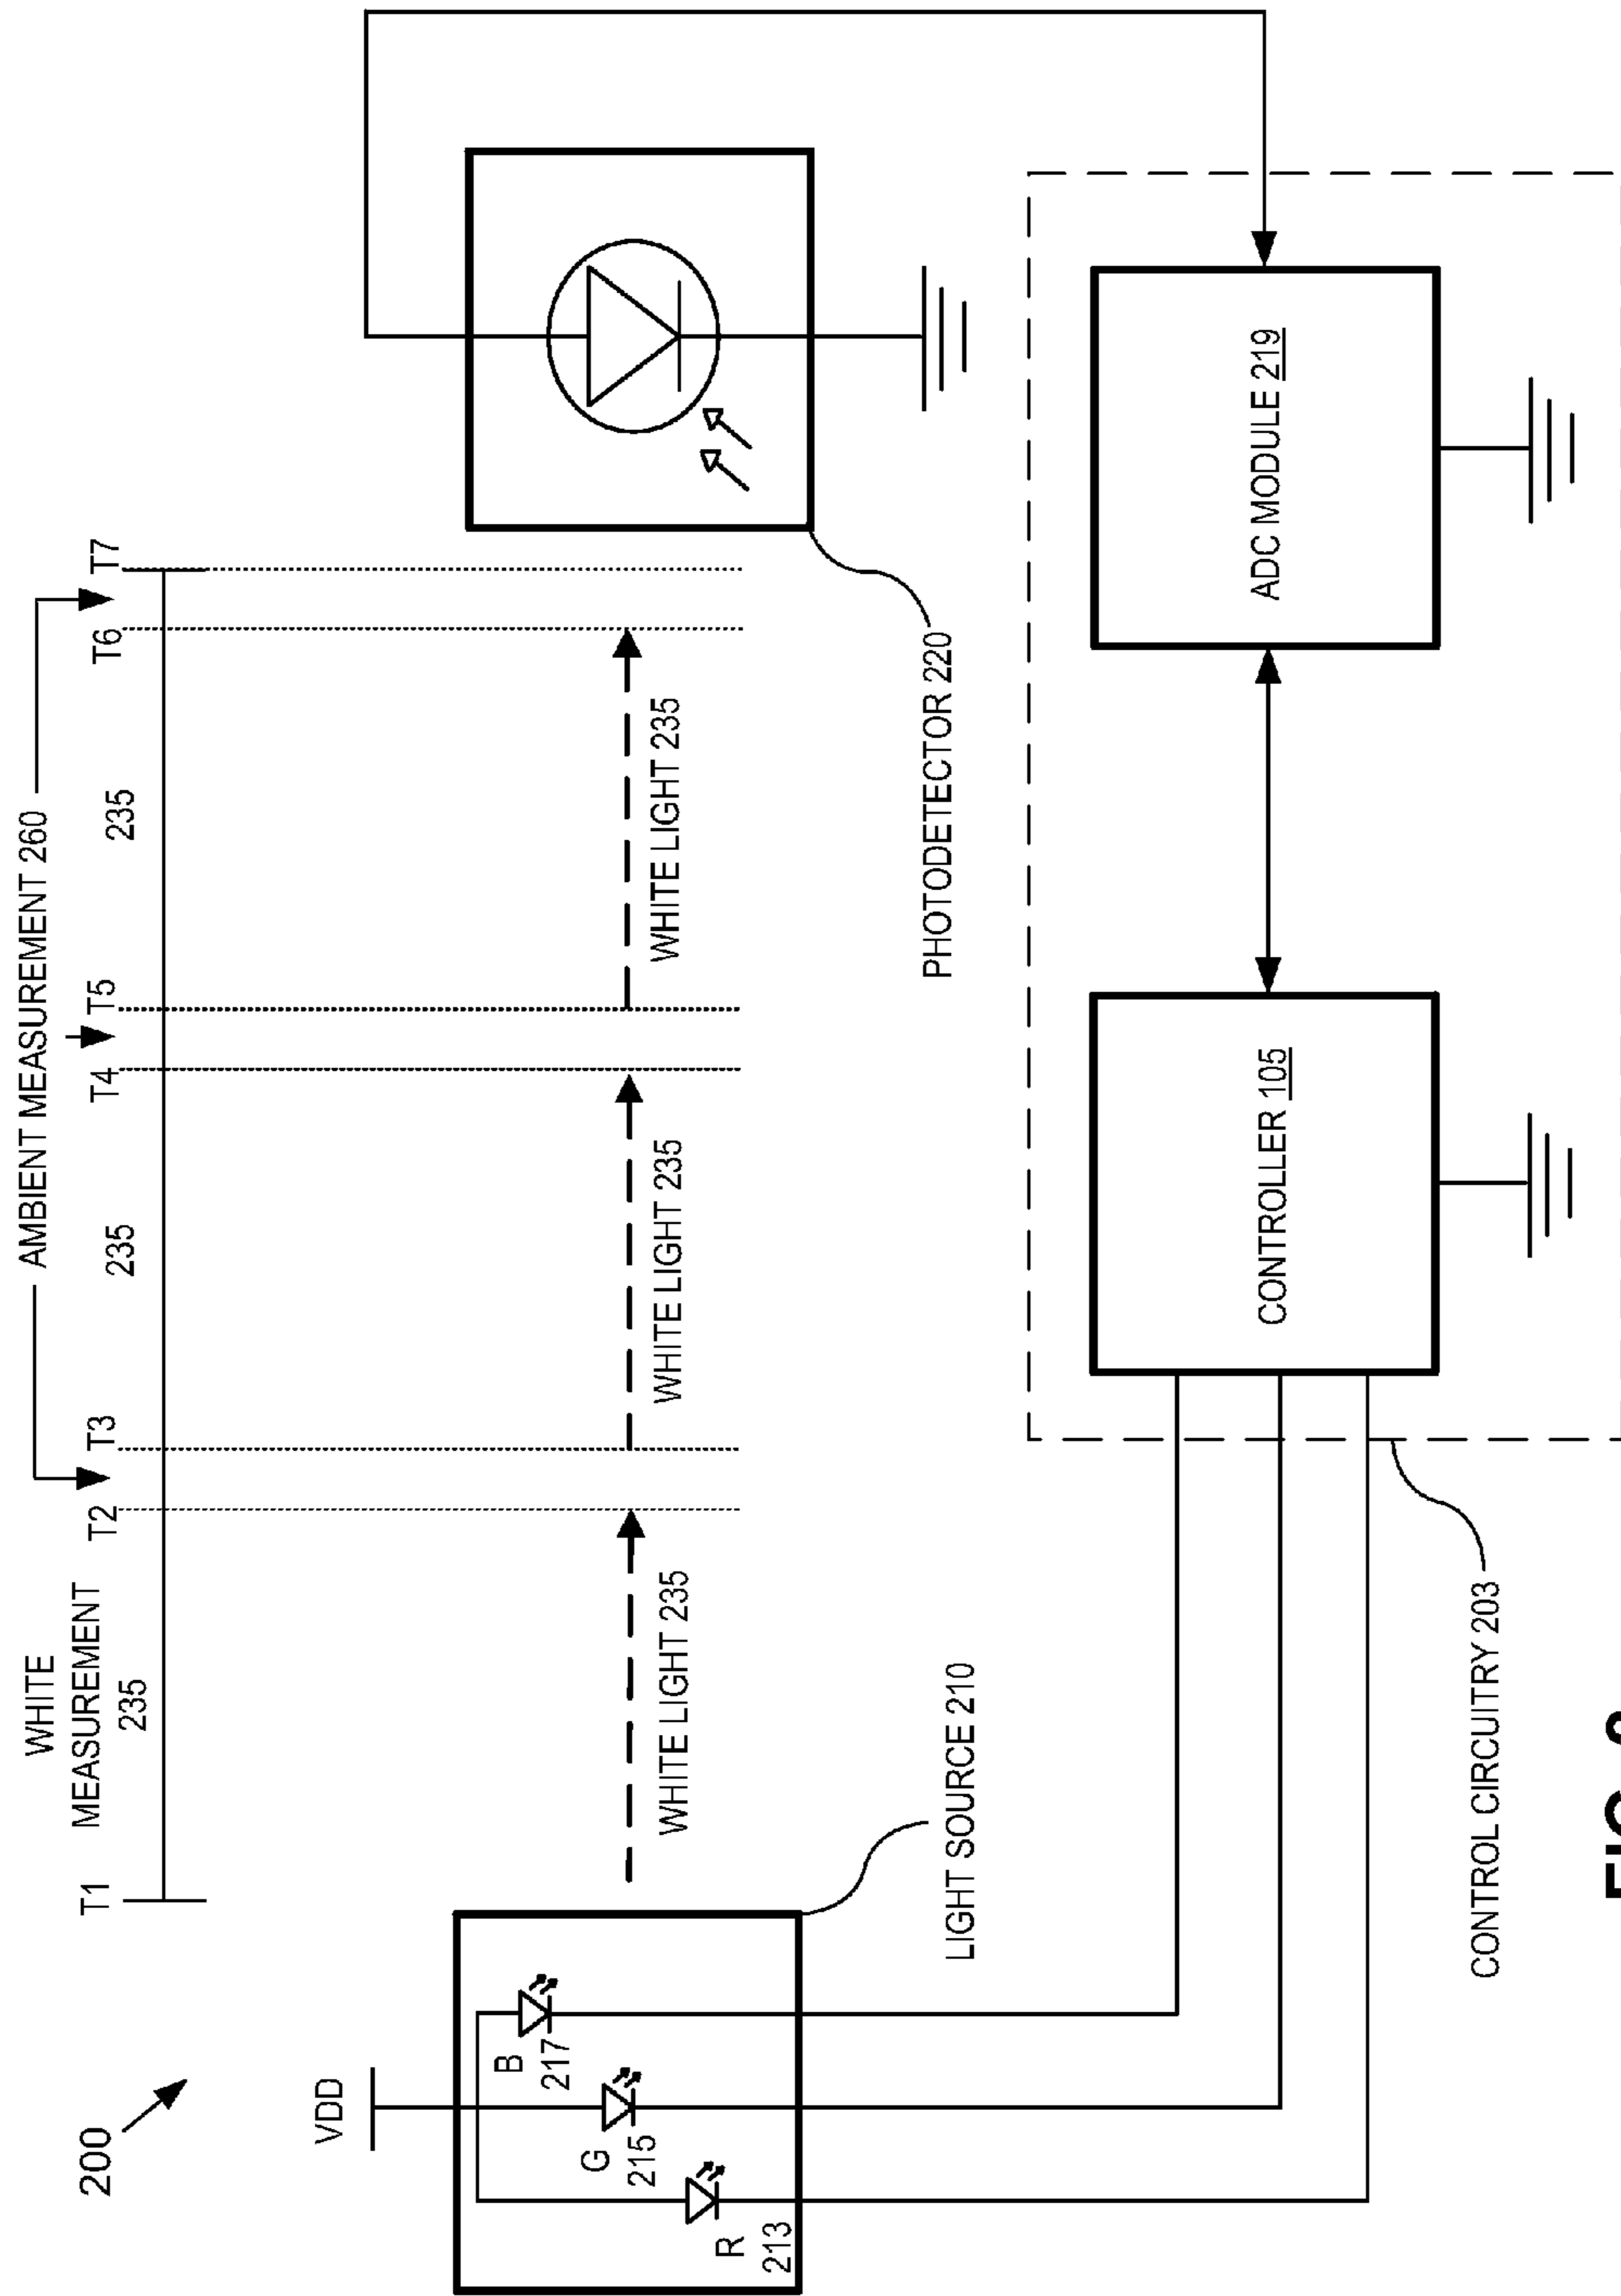 200
WHITE
MEASUREMENT
235
AMBIENT MEASUREMENT 260
235
235
T1
T2
T3
T4
T5
T6
T7
VDD
B
217
G
215
R
213
WHITE LIGHT 235
WHITE LIGHT 235
WHITE LIGHT 235
LIGHT SOURCE 210
PHOTODETECTOR 220
CONTROLLER 105
ADC MODULE 219
CONTROL CIRCUITRY 203